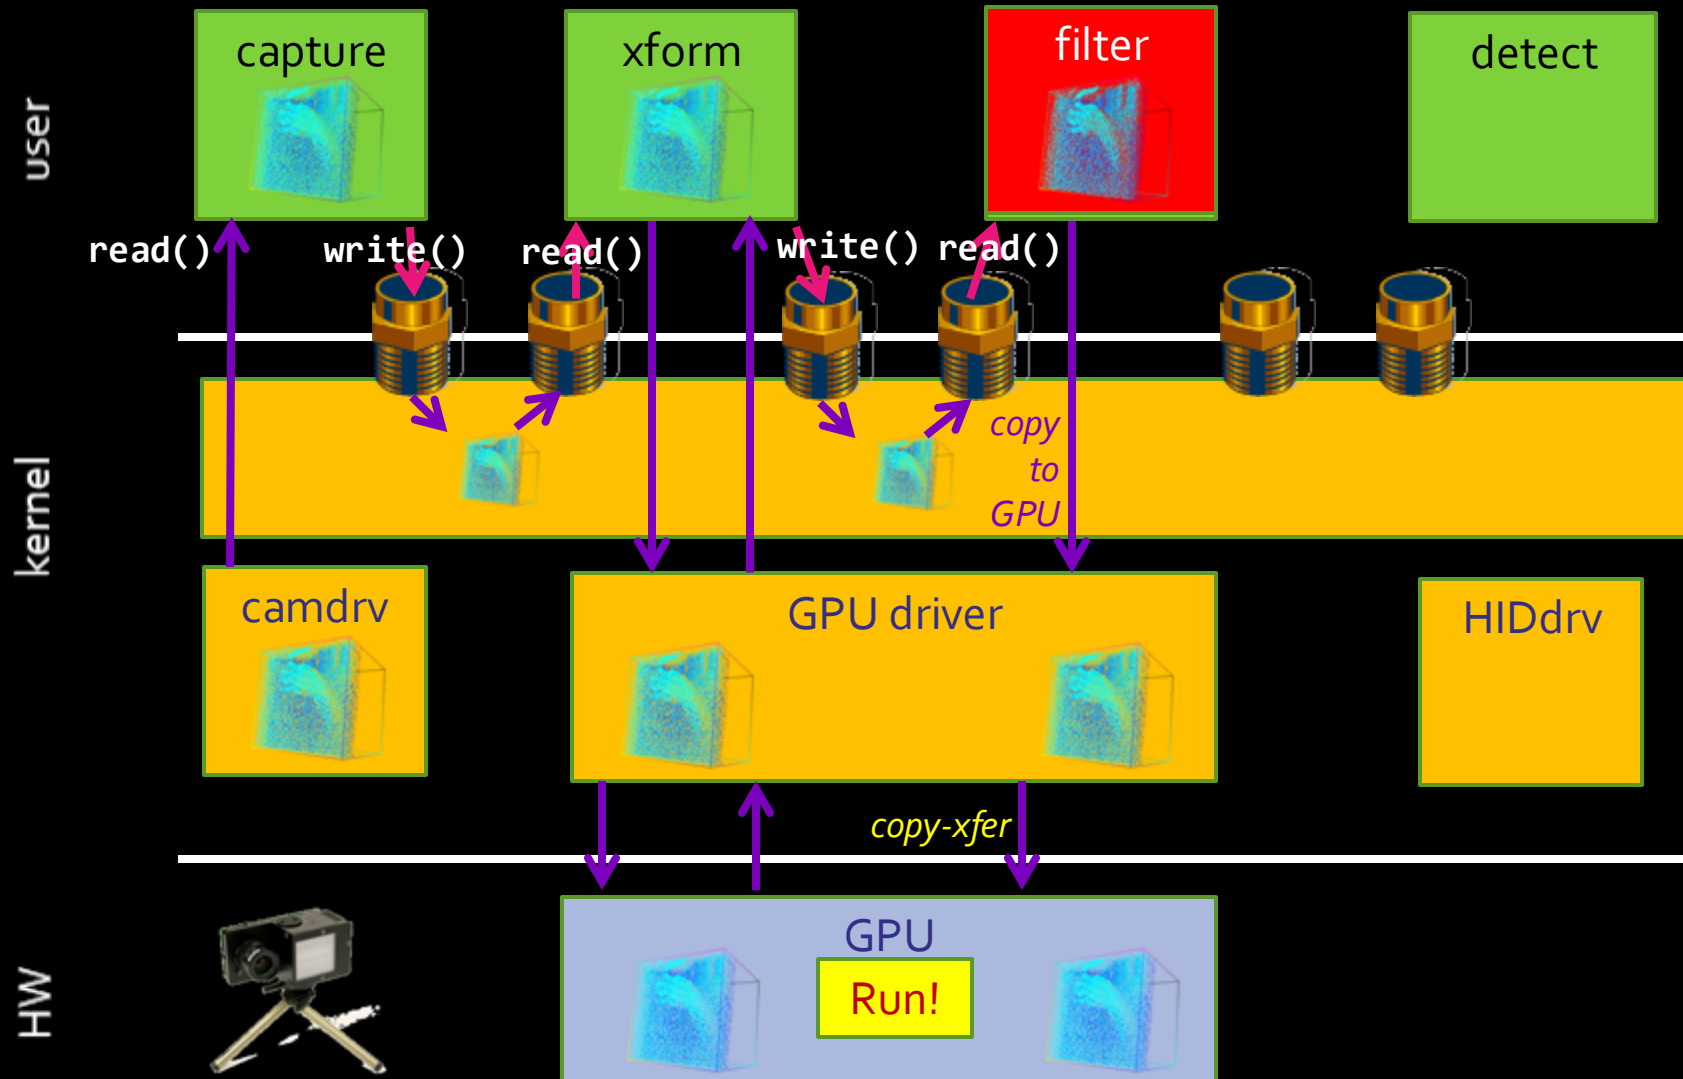 user
capture
xform
filter
detect
read()
write()
read()
write()
read()
kernel
copy
to
GPU
camdrv
GPU driver
HIDdrv
copy-xfer
HW
GPU
Run!